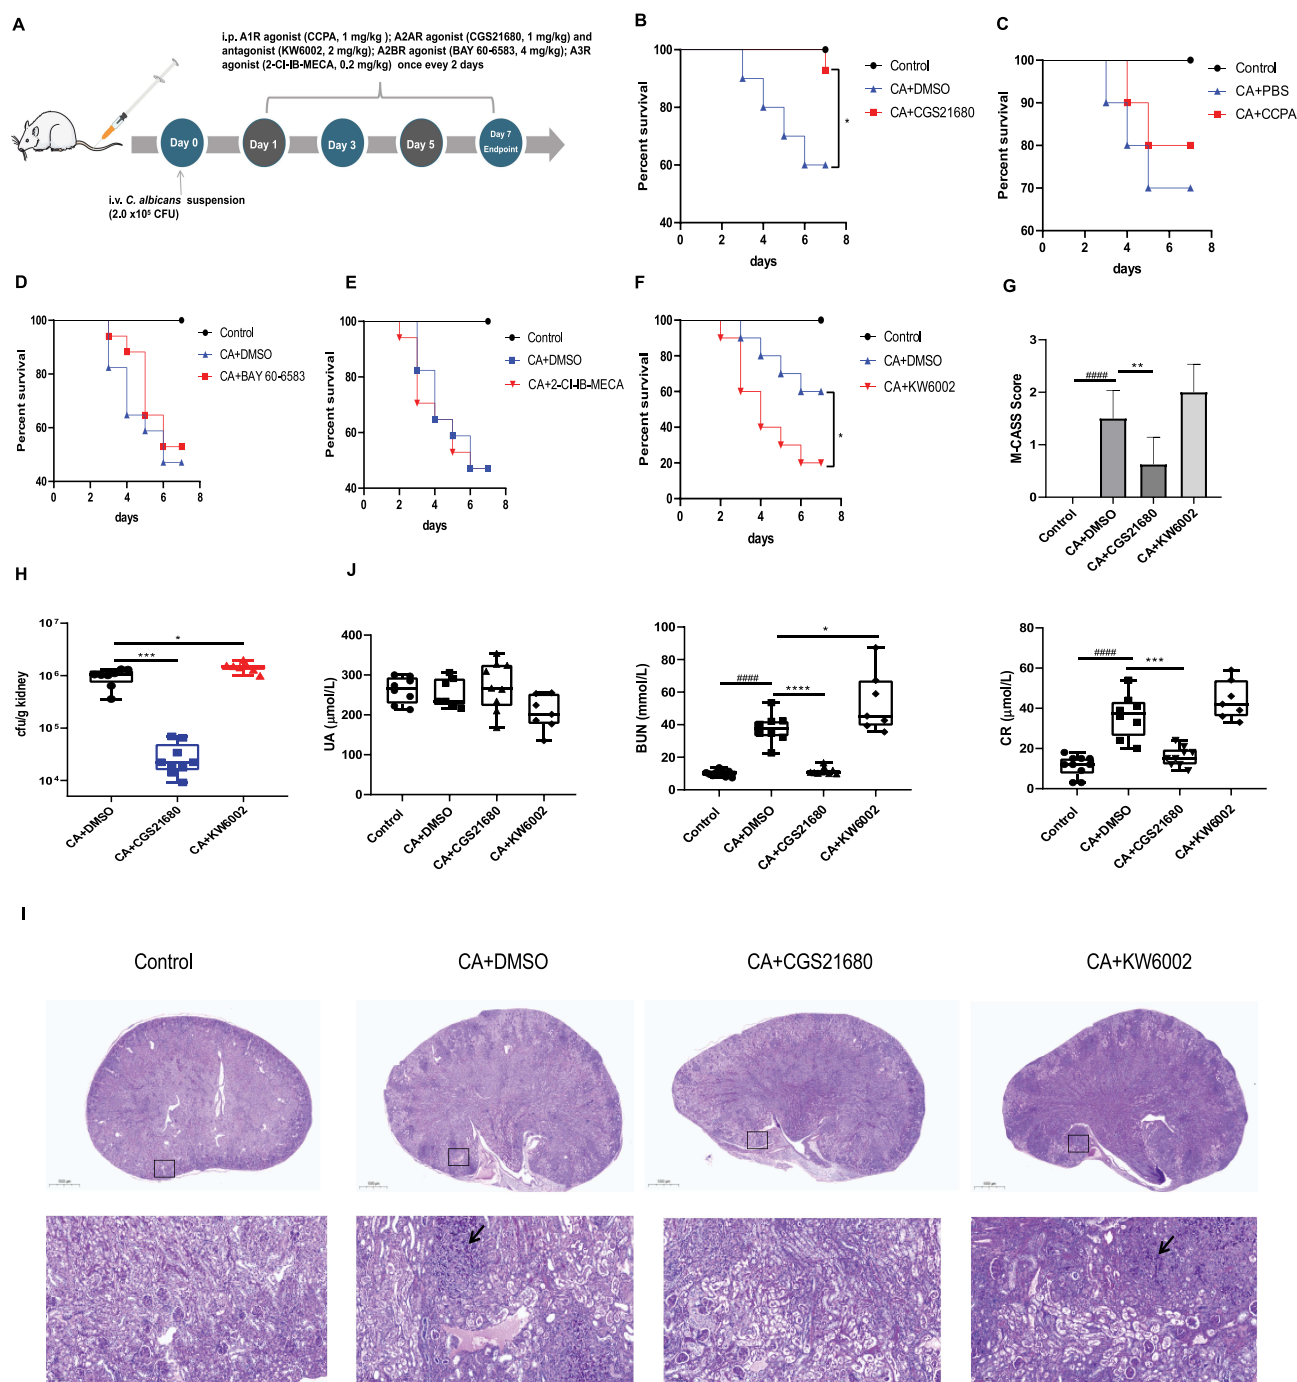 A
i.p. A1R agonist (CCPA, 1 mg/kg ); A2AR agonist (CGS21680, 1 mg/kg) and
antagonist (KW6002, 2 mg/kg); A2BR agonist (BAY 60-6583, 4 mg/kg); A3R
agonist (2-Cl-IB-MECA, 0.2 mg/kg) once evey 2 days
Day 0
Day 1
Day 3
Day 5
Day 7
Endpoint
i.v. C. albicans suspension
(2.0 x10⁵ CFU)
B
Percent survival
100
80
60
40
0 2 4 6 8
days
Control
CA+DMSO
CA+CGS21680
*
C
Percent survival
100
90
80
70
60
0 2 4 6 8
days
Control
CA+PBS
CA+CCPA
D
Percent survival
100
80
60
40
0 2 4 6 8
days
Control
CA+DMSO
CA+BAY 60-6583
E
Percent survival
100
80
60
40
0 2 4 6 8
days
Control
CA+DMSO
CA+2-Cl-IB-MECA
F
Percent survival
100
80
60
40
20
0
0 2 4 6 8
days
Control
CA+DMSO
CA+KW6002
*
G
M-CASS Score
3
2
1
0
#### **
Control
CA+DMSO
CA+CGS21680
CA+KW6002
H
cfu/g kidney
10⁷
10⁶
10⁵
10⁴
*
***
CA+DMSO
CA+CGS21680
CA+KW6002
J
UA (μmol/L)
400
300
200
100
0
Control
CA+DMSO
CA+CGS21680
CA+KW6002
BUN (mmol/L)
100
80
60
40
20
0
*
#### ****
Control
CA+DMSO
CA+CGS21680
CA+KW6002
CR (μmol/L)
80
60
40
20
0
#### ***
Control
CA+DMSO
CA+CGS21680
CA+KW6002
I
Control
CA+DMSO
CA+CGS21680
CA+KW6002